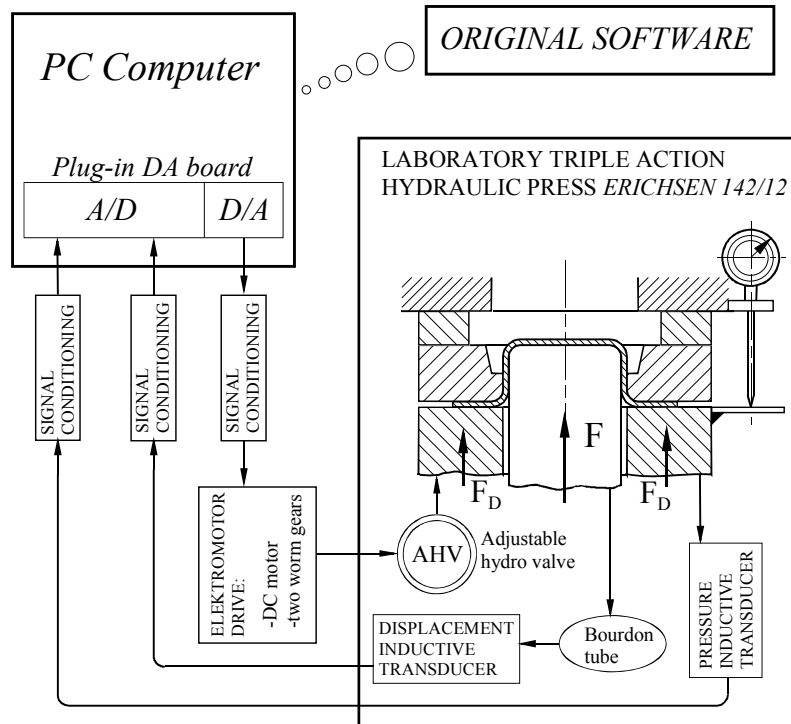 ORIGINAL SOFTWARE
PC Computer
Plug-in DA board
A/D
D/A
LABORATORY TRIPLE ACTION
HYDRAULIC PRESS ERICHSEN 142/12
SIGNAL
CONDITIONING
SIGNAL
CONDITIONING
SIGNAL
CONDITIONING
F
F_D
F_D
ELEKTROMOTOR
DRIVE:
-DC motor
-two worm gears
AHV
Adjustable
hydro valve
DISPLACEMENT
INDUCTIVE
TRANSDUCER
Bourdon
tube
PRESSURE
INDUCTIVE
TRANSDUCER